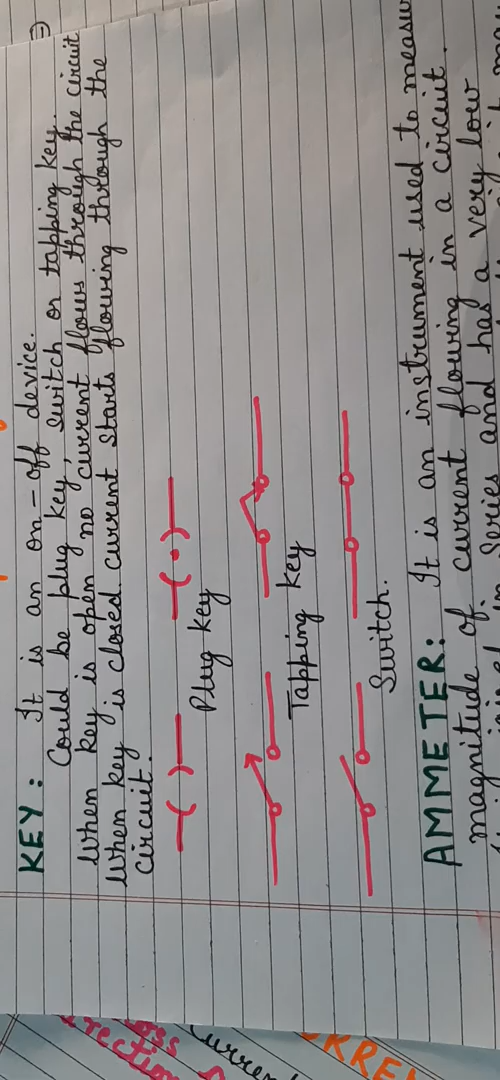 KEY: It is an on-off device.
Could be plug key, switch or tapping key.
When key is open no current flows through the circuit
When key is closed current starts flowing through the
circuit.
Plug key
Tapping key
Switch.
AMMETER: It is an instrument used to measu
magnitude of current flowing in a circuit.
in series and has a very low